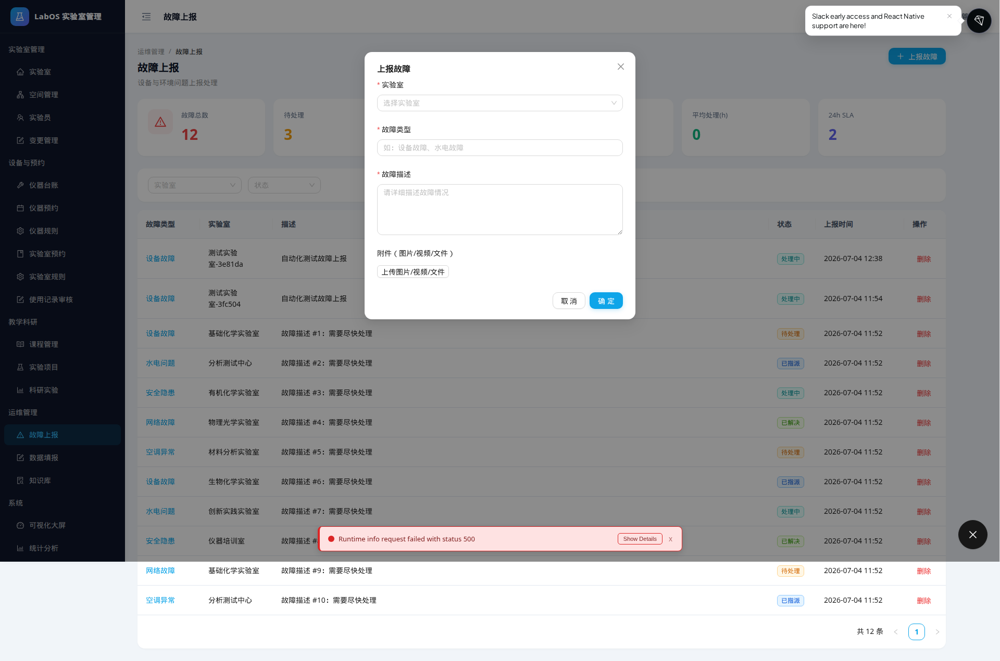 LabOS 实验室管理
故障上报
Slack early access and React Native
support are here!
管
实验室管理
实验室
空间管理
实验员
变更管理
设备与预约
仪器台账
仪器预约
仪器规则
实验室预约
实验室规则
使用记录审核
教学科研
课程管理
实验项目
科研实验
运维管理
故障上报
数据填报
知识库
系统
可视化大屏
统计分析
运维管理 / 故障上报
故障上报
设备与环境问题上报处理
上报故障
故障总数
12
待处理
3
平均处理(h)
0
24h SLA
2
实验室
状态
上报故障
* 实验室
选择实验室
* 故障类型
如：设备故障、水电故障
* 故障描述
请详细描述故障情况
附件（图片/视频/文件）
上传图片/视频/文件
取 消
确 定
故障类型 实验室 描述 状态 上报时间 操作
设备故障 测试实验
室-3e81da 自动化测试故障上报 处理中 2026-07-04 12:38 删除
设备故障 测试实验
室-3fc504 自动化测试故障上报 处理中 2026-07-04 11:54 删除
设备故障 基础化学实验室 故障描述 #1：需要尽快处理 待处理 2026-07-04 11:52 删除
水电问题 分析测试中心 故障描述 #2：需要尽快处理 已指派 2026-07-04 11:52 删除
安全隐患 有机化学实验室 故障描述 #3：需要尽快处理 处理中 2026-07-04 11:52 删除
网络故障 物理光学实验室 故障描述 #4：需要尽快处理 已解决 2026-07-04 11:52 删除
空调异常 材料分析实验室 故障描述 #5：需要尽快处理 待处理 2026-07-04 11:52 删除
设备故障 生物化学实验室 故障描述 #6：需要尽快处理 已指派 2026-07-04 11:52 删除
水电问题 创新实践实验室 故障描述 #7：需要尽快处理 处理中 2026-07-04 11:52 删除
安全隐患 仪器培训室 故障描述 # 已解决 2026-07-04 11:52 删除
Runtime info request failed with status 500
Show Details
x
网络故障 基础化学实验室 故障描述 #9：需要尽快处理 待处理 2026-07-04 11:52 删除
空调异常 分析测试中心 故障描述 #10：需要尽快处理 已指派 2026-07-04 11:52 删除
共 12 条 < 1 >